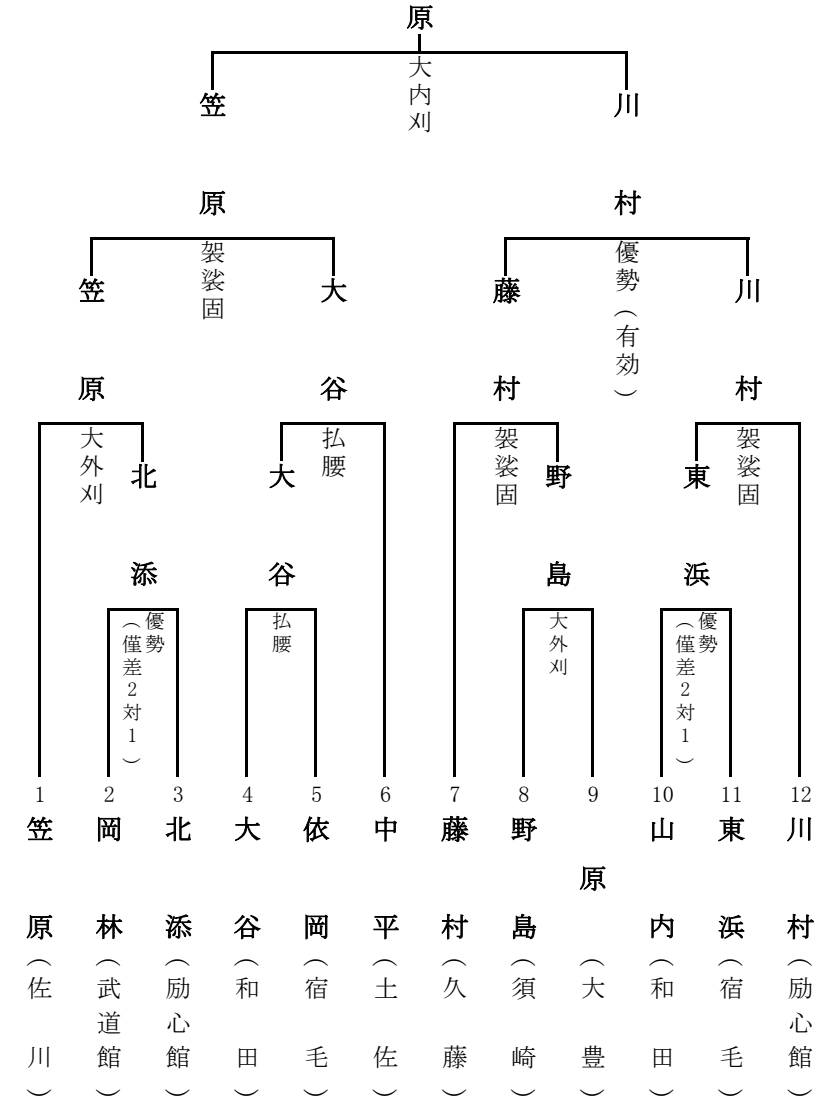 原
大内刈
笠
川
原
村
袈裟固
優勢（有効）
笠
大
藤
川
原
谷
村
村
大外刈
払腰
袈裟固
袈裟固
北
大
野
東
添
谷
島
浜
優勢
（僅差2対1）
払腰
大外刈
優勢
（僅差2対1）
1 笠原（佐川）
2 岡林（武道館）
3 北添（励心館）
4 大谷（和田）
5 依岡（宿毛）
6 中平（土佐）
7 藤村（久藤）
8 野島（須崎）
9 原（大豊）
10 山内（和田）
11 東浜（宿毛）
12 川村（励心館）